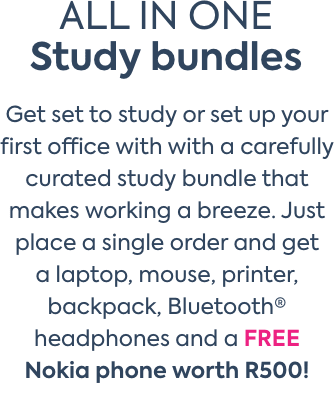 ALL IN ONE
Study bundles
Get set to study or set up your
first office with with a carefully
curated study bundle that
makes working a breeze. Just
place a single order and get
a laptop, mouse, printer,
backpack, Bluetooth®
headphones and a FREE
Nokia phone worth R500!